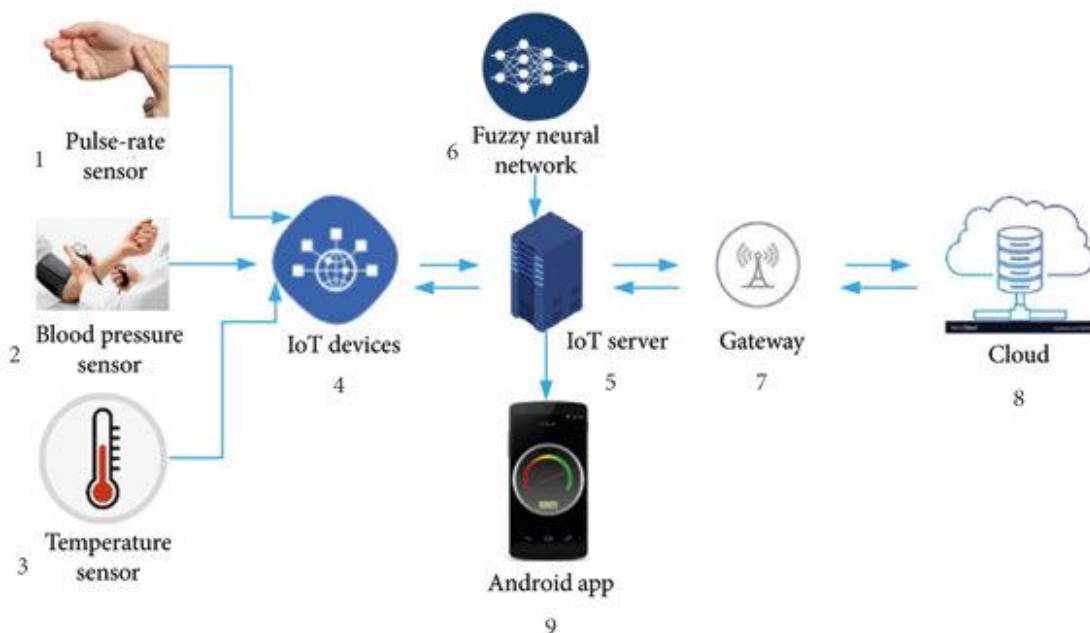 1
Pulse-rate
sensor
2
Blood pressure
sensor
3
Temperature
sensor
IoT devices
4
6
Fuzzy neural
network
IoT server
5
Gateway
7
Cloud
8
Android app
9